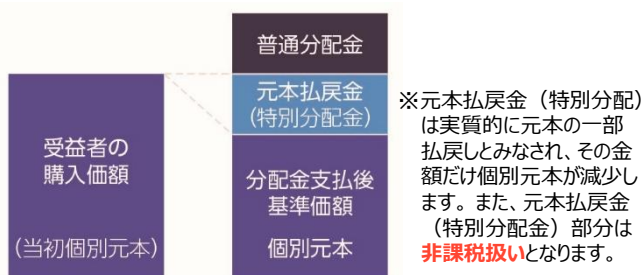 普通分配金
元本払戻金
(特別分配金)
受益者の
購入価額
(当初個別元本)
分配金支払後
基準価額
個別元本
※元本払戻金（特別分配）
は実質的に元本の一部
払戻しとみなされ、その金
額だけ個別元本が減少し
ます。また、元本払戻金
（特別分配金）部分は
非課税扱いとなります。